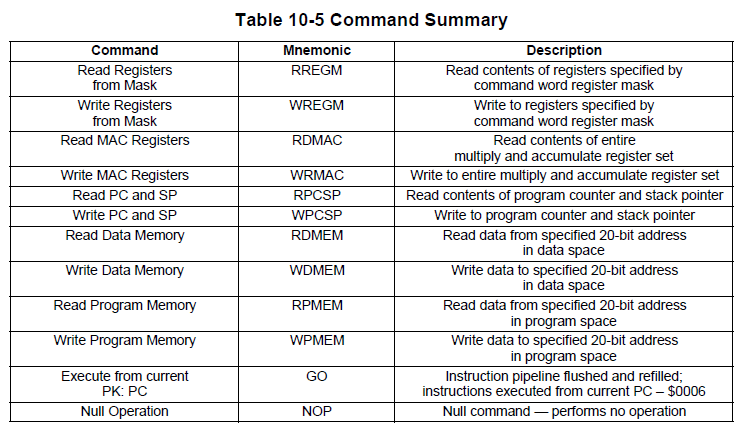 Table 10-5 Command Summary
Command Mnemonic Description
Read Registers
from Mask
RREGM
Read contents of registers specified by
command word register mask
Write Registers
from Mask
WREGM
Write to registers specified by
command word register mask
Read MAC Registers
RDMAC
Read contents of entire
multiply and accumulate register set
Write MAC Registers WRMAC Write to entire multiply and accumulate register set
Read PC and SP RPCSP Read contents of program counter and stack pointer
Write PC and SP WPCSP Write to program counter and stack pointer
Read Data Memory
RDMEM
Read data from specified 20-bit address
in data space
Write Data Memory
WDMEM
Write data to specified 20-bit address
in data space
Read Program Memory
RPMEM
Read data from specified 20-bit address
in program space
Write Program Memory
WPMEM
Write data to specified 20-bit address
in program space
Execute from current
PK: PC
GO
Instruction pipeline flushed and refilled;
instructions executed from current PC – $0006
Null Operation NOP Null command — performs no operation